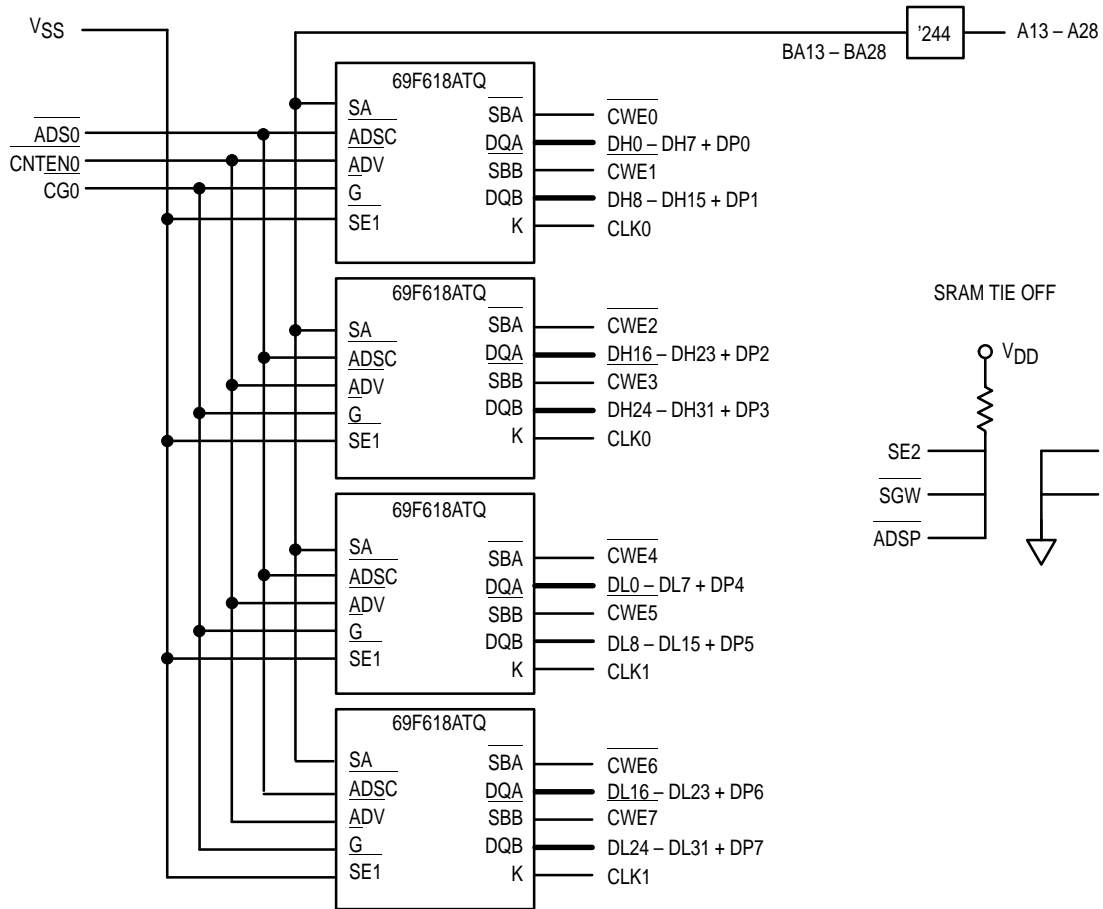 VSS
'244
A13 – A28
BA13 – BA28
ADS0
CNTEN0
CG0
69F618ATQ
SA
ADSC
ADV
G
SE1
SBA
DQA
SBB
DQB
K
CWE0
DH0 – DH7 + DP0
CWE1
DH8 – DH15 + DP1
CLK0
69F618ATQ
SA
ADSC
ADV
G
SE1
SBA
DQA
SBB
DQB
K
CWE2
DH16 – DH23 + DP2
CWE3
DH24 – DH31 + DP3
CLK0
69F618ATQ
SA
ADSC
ADV
G
SE1
SBA
DQA
SBB
DQB
K
CWE4
DL0 – DL7 + DP4
CWE5
DL8 – DL15 + DP5
CLK1
69F618ATQ
SA
ADSC
ADV
G
SE1
SBA
DQA
SBB
DQB
K
CWE6
DL16 – DL23 + DP6
CWE7
DL24 – DL31 + DP7
CLK1
SRAM TIE OFF
VDD
SE2
SGW
ADSP